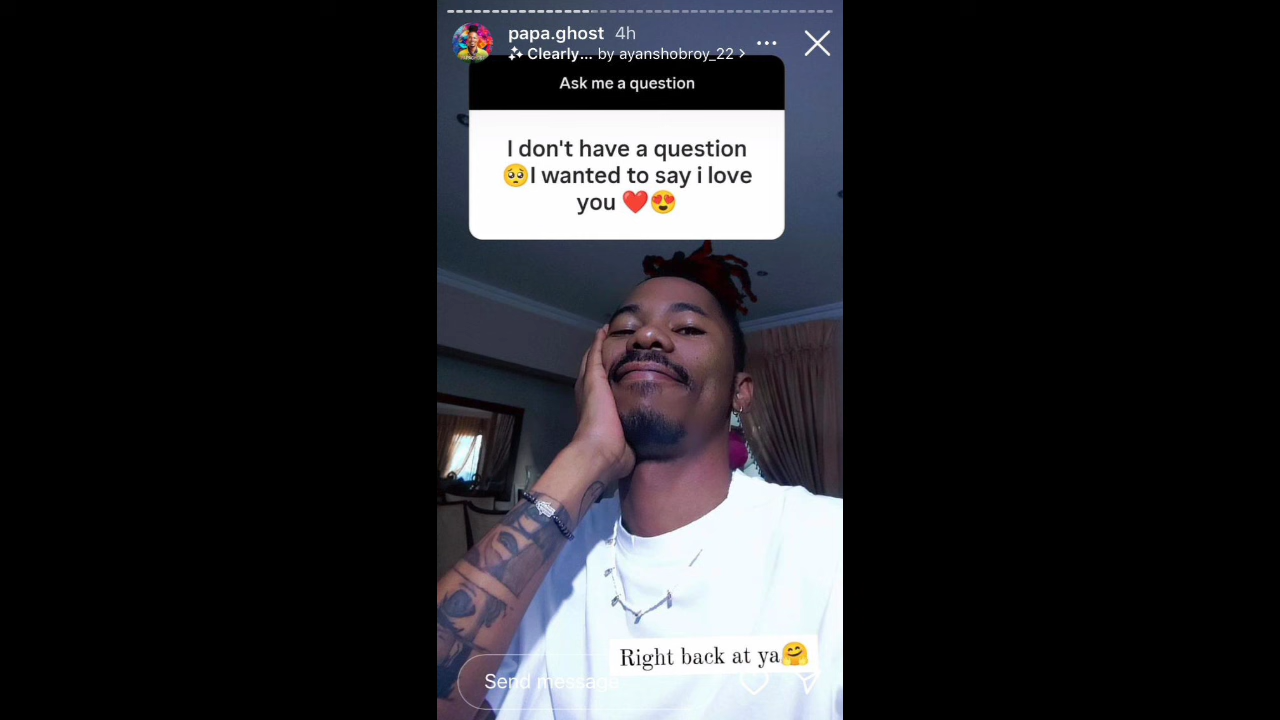 papa.ghost 4h
Clearly... by ayanshobroy_22 >
Ask me a question
I don't have a question
🥺I wanted to say i love
you ❤️😍
Right back at ya🤗
Send message